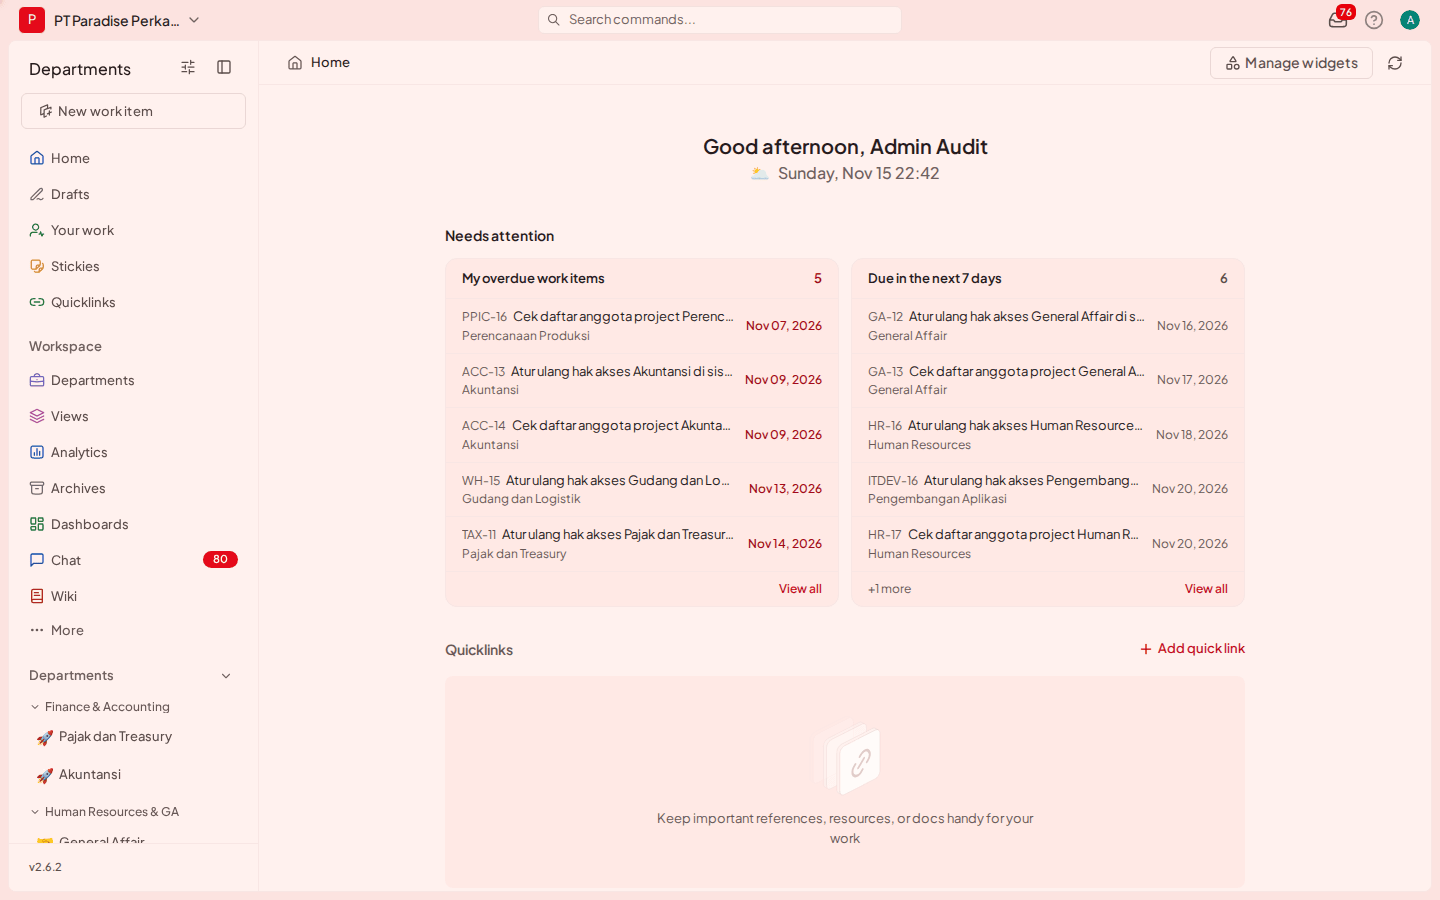 P PT Paradise Perka...
Search commands...
76
A
Departments
New work item
Home
Drafts
Your work
Stickies
Quicklinks
Workspace
Departments
Views
Analytics
Archives
Dashboards
Chat 80
Wiki
More
Departments
Finance & Accounting
Pajak dan Treasury
Akuntansi
Human Resources & GA
General Affair
v2.6.2
Home
Manage widgets
Good afternoon, Admin Audit
Sunday, Nov 15 22:42
Needs attention
My overdue work items 5
PPIC-16 Cek daftar anggota project Perenc... Nov 07, 2026
Perencanaan Produksi
ACC-13 Atur ulang hak akses Akuntansi di sis... Nov 09, 2026
Akuntansi
ACC-14 Cek daftar anggota project Akunta... Nov 09, 2026
Akuntansi
WH-15 Atur ulang hak akses Gudang dan Lo... Nov 13, 2026
Gudang dan Logistik
TAX-11 Atur ulang hak akses Pajak dan Treasur... Nov 14, 2026
Pajak dan Treasury
View all
Due in the next 7 days 6
GA-12 Atur ulang hak akses General Affair di s... Nov 16, 2026
General Affair
GA-13 Cek daftar anggota project General A... Nov 17, 2026
General Affair
HR-16 Atur ulang hak akses Human Resource... Nov 18, 2026
Human Resources
ITDEV-16 Atur ulang hak akses Pengembang... Nov 20, 2026
Pengembangan Aplikasi
HR-17 Cek daftar anggota project Human R... Nov 20, 2026
Human Resources
+1 more View all
Quicklinks
Add quick link
Keep important references, resources, or docs handy for your
work